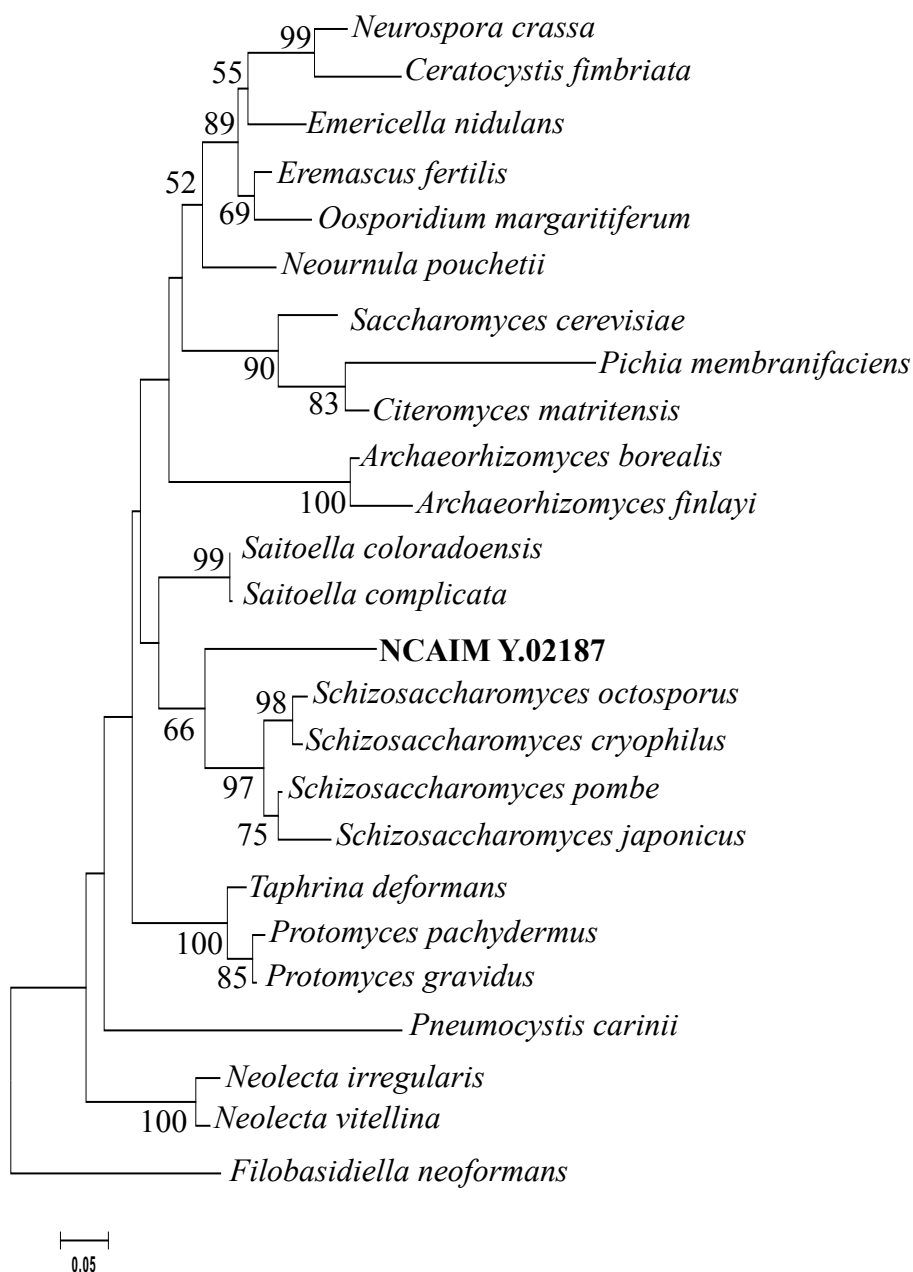 99
Neurospora crassa
Ceratocystis fimbriata
55
Emericella nidulans
89
Eremascus fertilis
52
69
Oosporidium margaritiferum
Neournula pouchetii
Saccharomyces cerevisiae
90
Pichia membranifaciens
83
Citeromyces matritensis
Archaeorhizomyces borealis
100
Archaeorhizomyces finlayi
99
Saitoella coloradoensis
Saitoella complicata
NCAIM Y.02187
98
Schizosaccharomyces octosporus
66
Schizosaccharomyces cryophilus
97
Schizosaccharomyces pombe
75
Schizosaccharomyces japonicus
Taphrina deformans
100
Protomyces pachydermus
85
Protomyces gravidus
Pneumocystis carinii
Neolecta irregularis
100
Neolecta vitellina
Filobasidiella neoformans
0.05